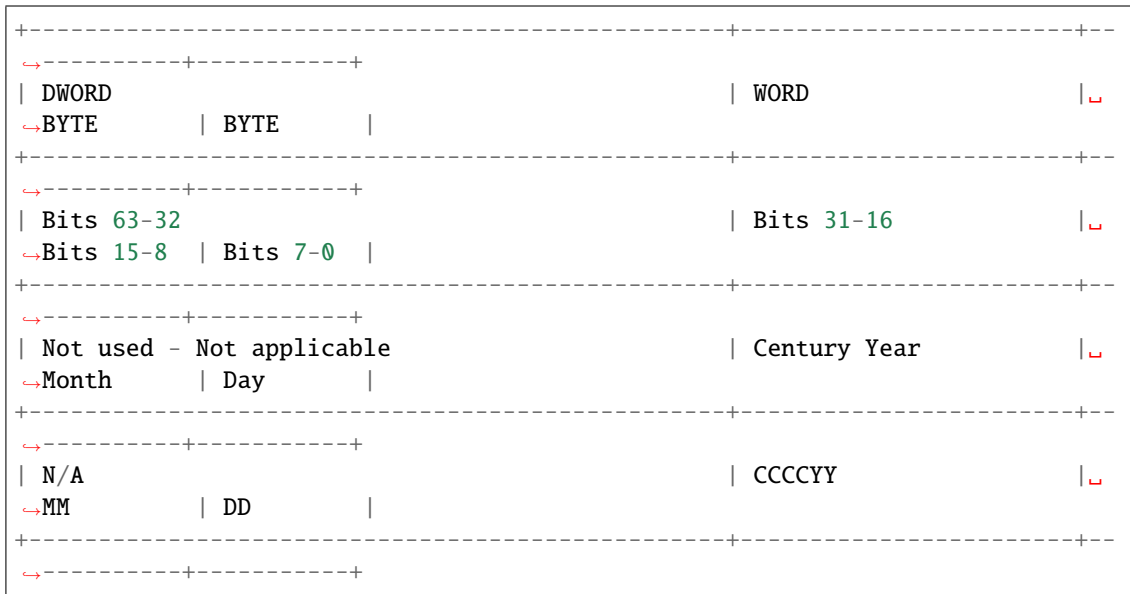 +--------------------------------------------------+------------------------+--
↪----------+-----------+
| DWORD                                            | WORD                   |␣
↪BYTE       | BYTE      |
+--------------------------------------------------+------------------------+--
↪----------+-----------+
| Bits 63-32                                       | Bits 31-16             |␣
↪Bits 15-8  | Bits 7-0  |
+--------------------------------------------------+------------------------+--
↪----------+-----------+
| Not used - Not applicable                        | Century Year           |␣
↪Month      | Day       |
+--------------------------------------------------+------------------------+--
↪----------+-----------+
| N/A                                              | CCCCYY                 |␣
↪MM         | DD        |
+--------------------------------------------------+------------------------+--
↪----------+-----------+